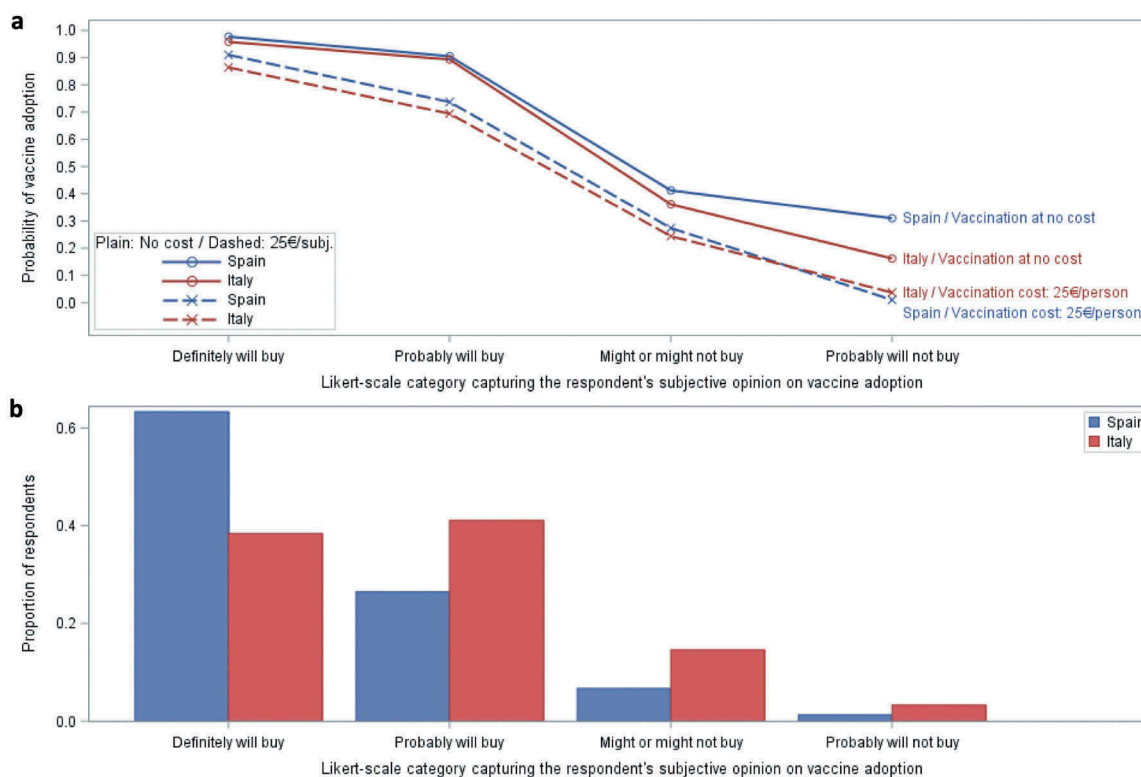 a
Probability of vaccine adoption
1.0
0.9
0.8
0.7
0.6
0.5
0.4
0.3
0.2
0.1
0.0
Plain: No cost / Dashed: 25€/subj.
Spain
Italy
Spain
Italy
Spain / Vaccination at no cost
Italy / Vaccination at no cost
Italy / Vaccination cost: 25€/person
Spain / Vaccination cost: 25€/person
Definitely will buy
Probably will buy
Might or might not buy
Probably will not buy
Likert-scale category capturing the respondent's subjective opinion on vaccine adoption
b
Proportion of respondents
0.6
0.4
0.2
0.0
Spain
Italy
Definitely will buy
Probably will buy
Might or might not buy
Probably will not buy
Likert-scale category capturing the respondent's subjective opinion on vaccine adoption